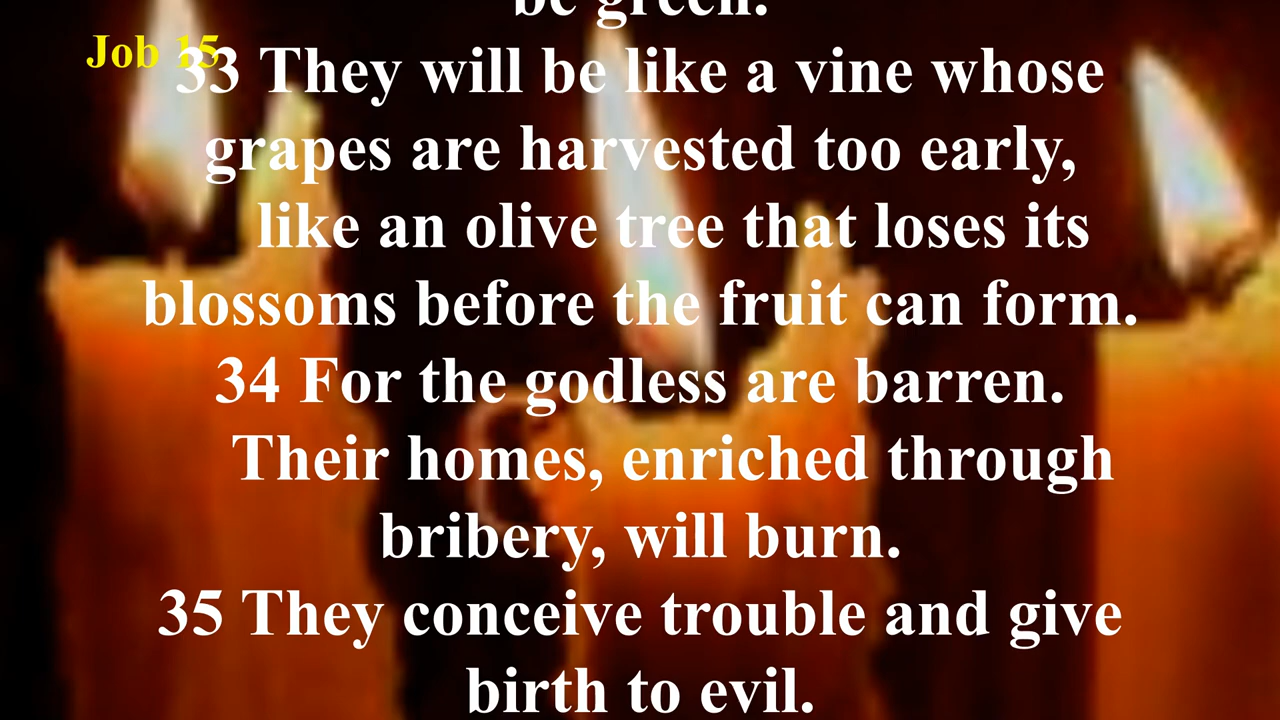 be green.
Job 15
33 They will be like a vine whose
grapes are harvested too early,
like an olive tree that loses its
blossoms before the fruit can form.
34 For the godless are barren.
Their homes, enriched through
bribery, will burn.
35 They conceive trouble and give
birth to evil.